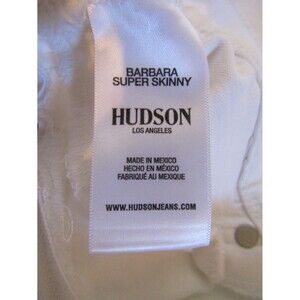 BARBARA
SUPER SKINNY
HUDSON
LOS ANGELES
MADE IN MEXICO
HECHO EN MÉXICO
FABRIQUÉ AU MEXIQUE
WWW.HUDSONJEANS.COM